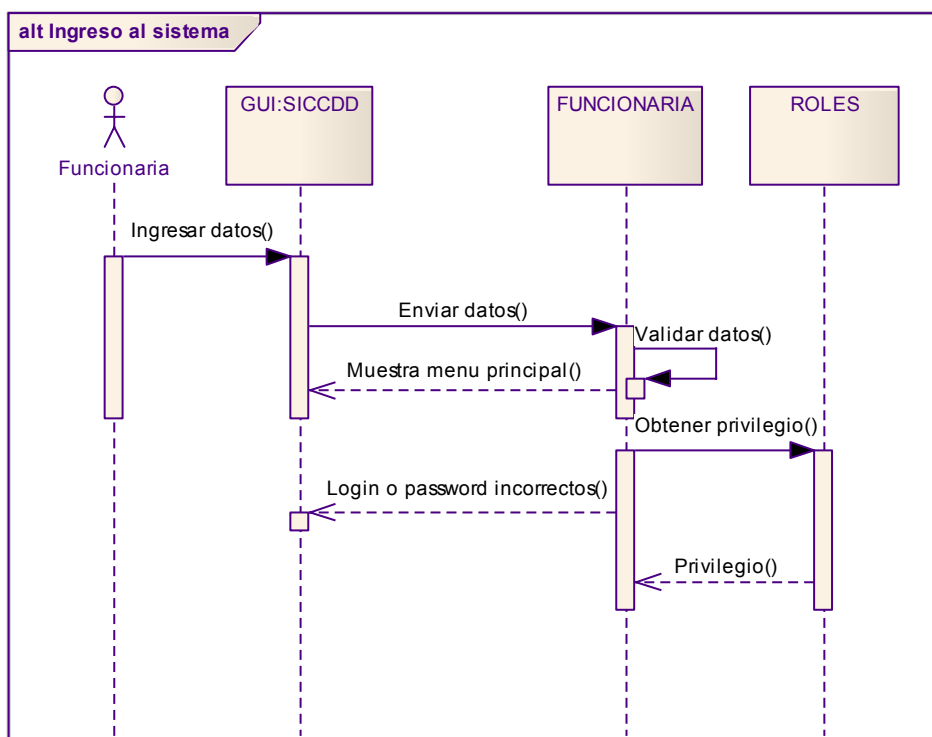 alt Ingreso al sistema
GUI:SICCDD
FUNCIONARIA
ROLES
Funcionaria
Ingresar datos()
Enviar datos()
Validar datos()
Muestra menu principal()
Obtener privilegio()
Login o password incorrectos()
Privilegio()